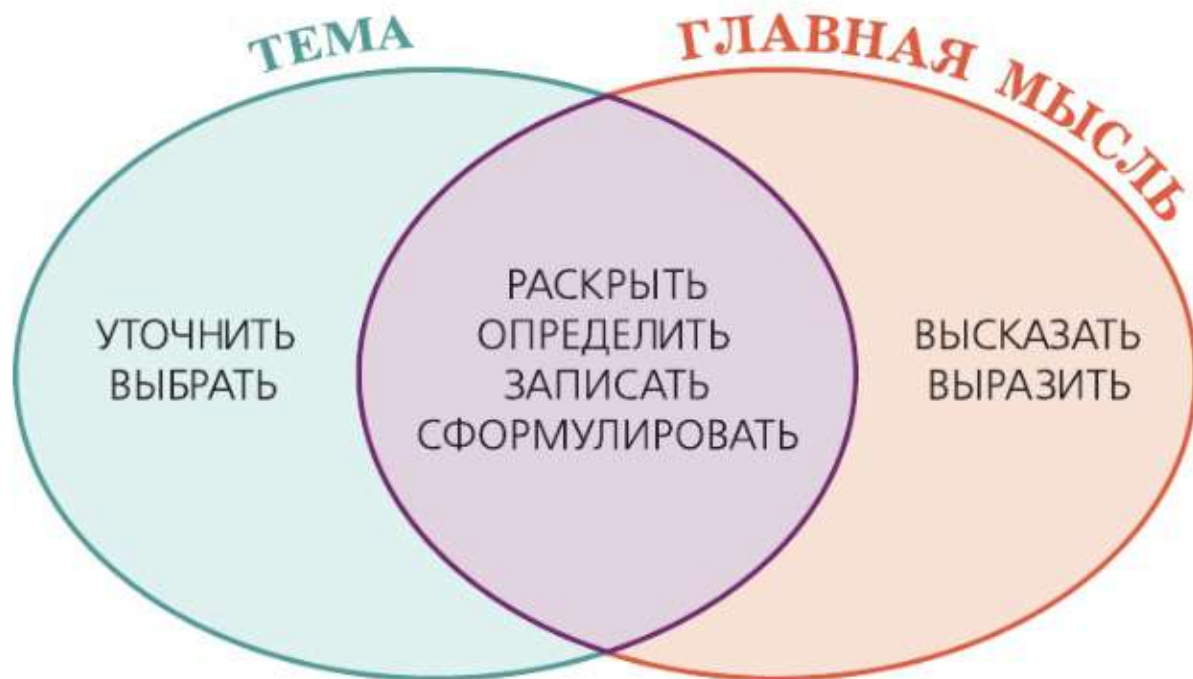 ТЕМА
ГЛАВНАЯ МЫСЛЬ
УТОЧНИТЬ
ВЫБРАТЬ
РАСКРЫТЬ
ОПРЕДЕЛИТЬ
ЗАПИСАТЬ
СФОРМУЛИРОВАТЬ
ВЫСКАЗАТЬ
ВЫРАЗИТЬ